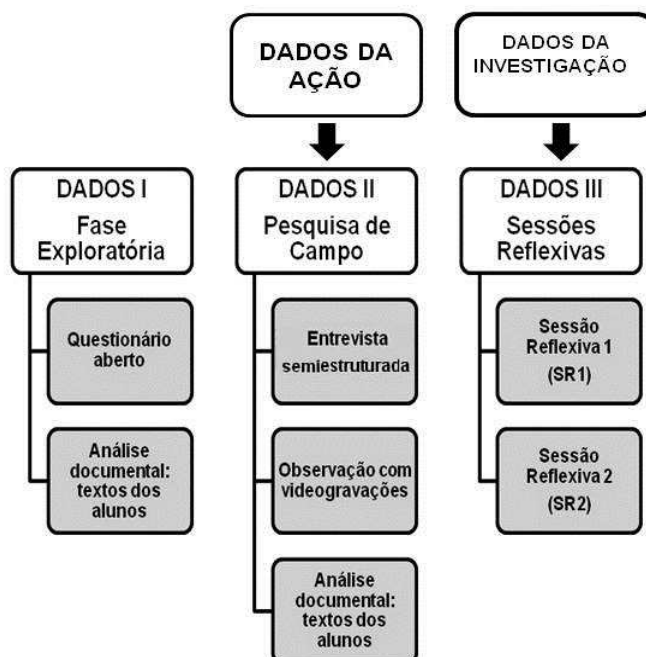 DADOS DA
AÇÃO
DADOS DA
INVESTIGAÇÃO
DADOS I
Fase
Exploratória
Questionário
aberto
Análise
documental:
textos dos
alunos
DADOS II
Pesquisa de
Campo
Entrevista
semiestruturada
Observação com
videogravações
Análise
documental:
textos dos
alunos
DADOS III
Sessões
Reflexivas
Sessão
Reflexiva 1
(SR1)
Sessão
Reflexiva 2
(SR2)